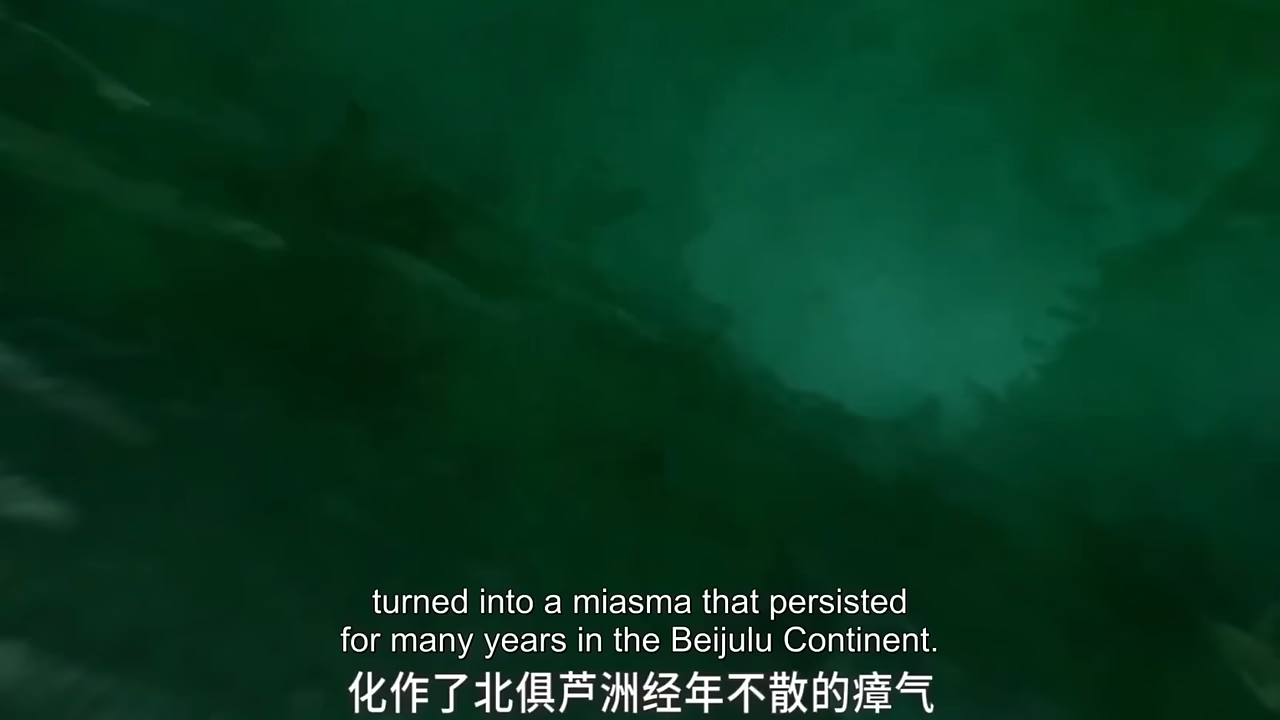 turned into a miasma that persisted
for many years in the Beijulu Continent.
化作了北俱芦洲经年不散的瘴气